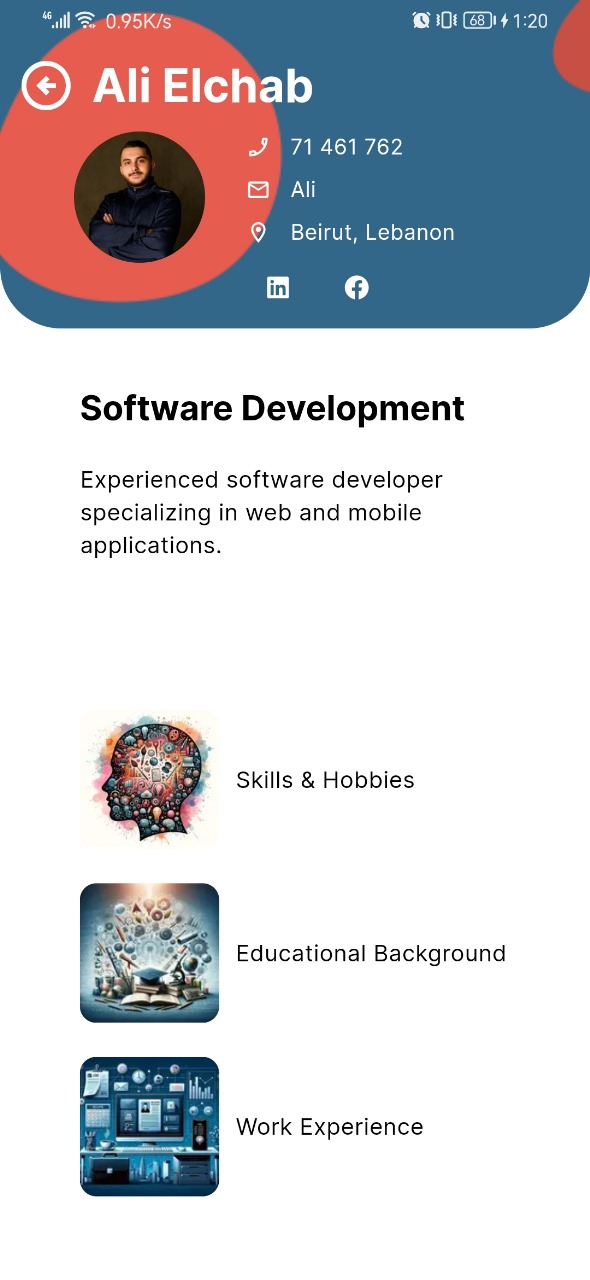 4G 0.95K/s 68 1:20
Ali Elchab
71 461 762
Ali
Beirut, Lebanon
in f
Software Development
Experienced software developer
specializing in web and mobile
applications.
Skills & Hobbies
Educational Background
Work Experience